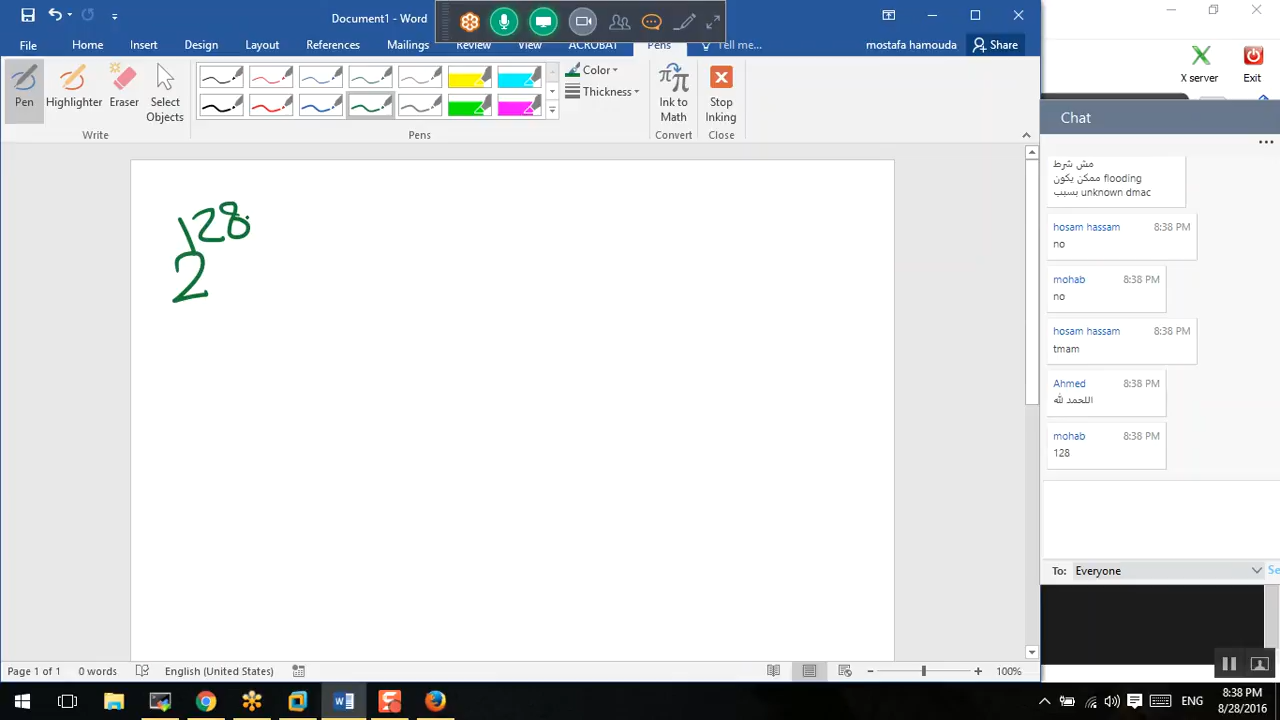 Document1 - Word
File Home Insert Design Layout References Mailings Review View ACROBAT Pens Tell me... mostafa hamouda Share
Pen Highlighter Eraser Select Objects
Color
Thickness
Ink to Math
Stop Inking
Write Pens Convert Close
128
2
X server Exit
Chat
مش شرط
ممكن يكون flooding
بسبب unknown dmac
hosam hassam 8:38 PM
no
mohab 8:38 PM
no
hosam hassam 8:38 PM
tmam
Ahmed 8:38 PM
اللحمد لله
mohab 8:38 PM
128
To: Everyone
Page 1 of 1 0 words English (United States) 100%
ENG 8:38 PM
8/28/2016